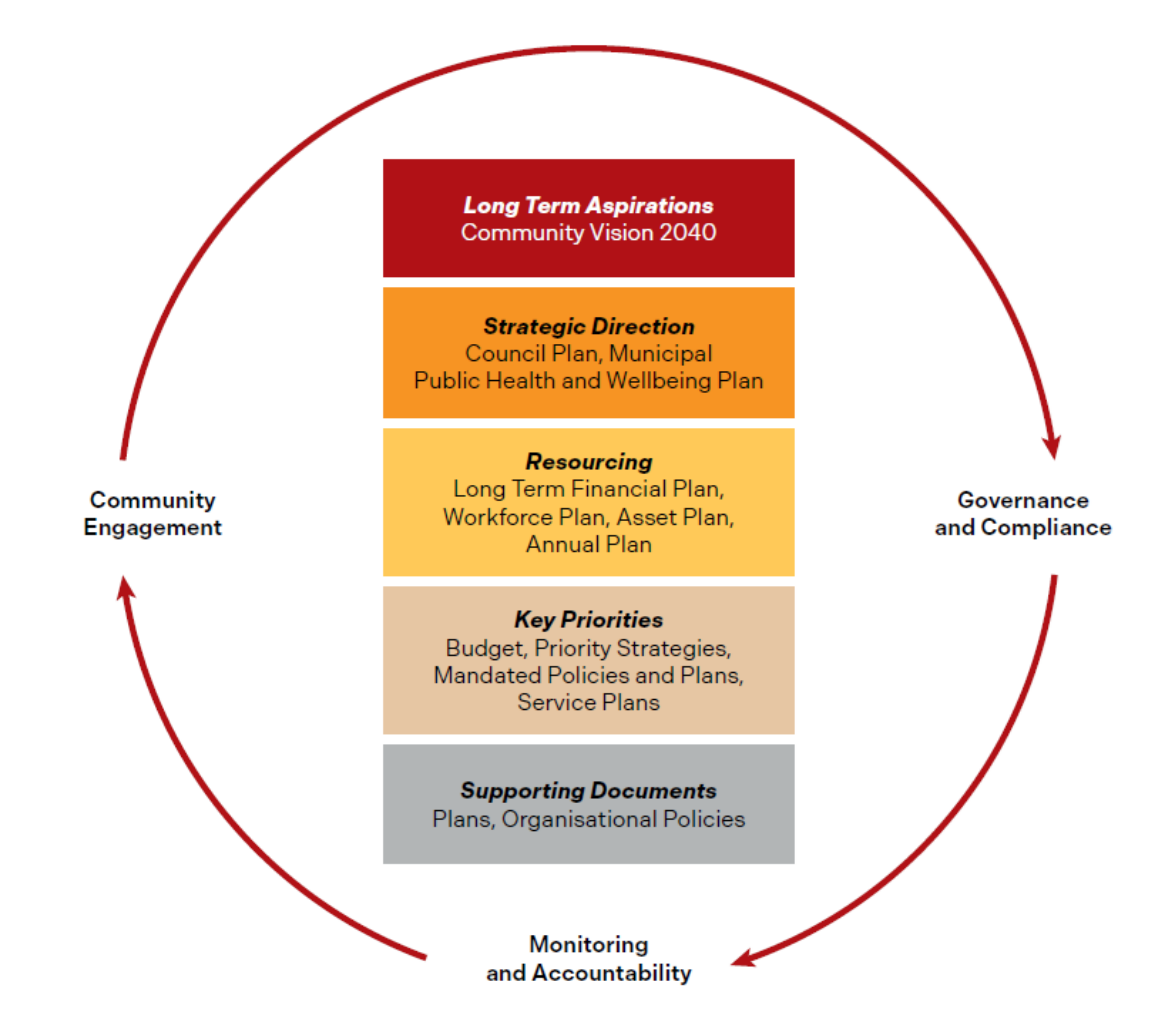 Long Term Aspirations
Community Vision 2040
Strategic Direction
Council Plan, Municipal
Public Health and Wellbeing Plan
Resourcing
Long Term Financial Plan,
Workforce Plan, Asset Plan,
Annual Plan
Community
Engagement
Governance
and Compliance
Key Priorities
Budget, Priority Strategies,
Mandated Policies and Plans,
Service Plans
Supporting Documents
Plans, Organisational Policies
Monitoring
and Accountability